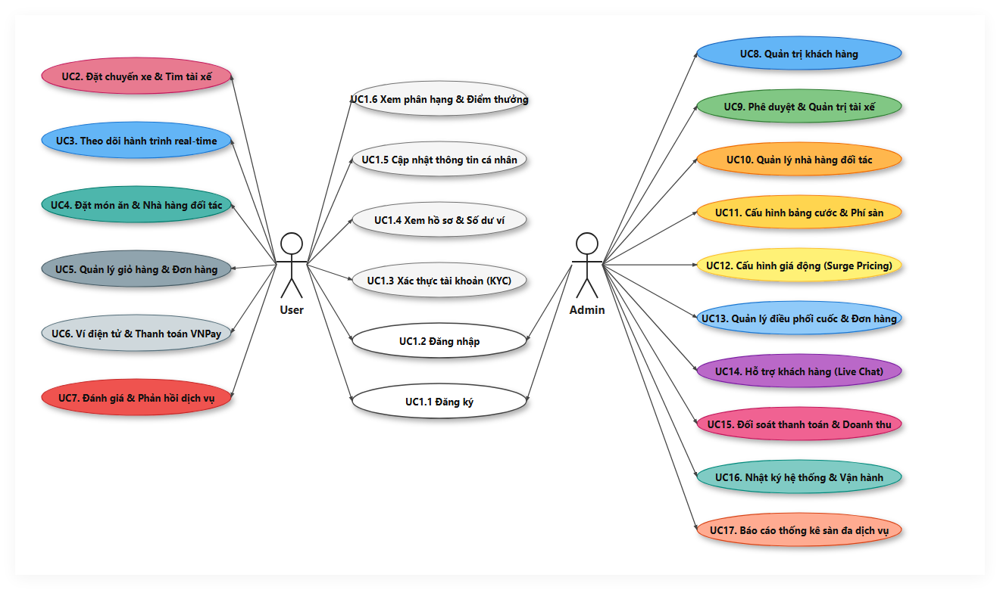 UC2. Đặt chuyến xe & Tìm tài xế
UC3. Theo dõi hành trình real-time
UC4. Đặt món ăn & Nhà hàng đối tác
UC5. Quản lý giỏ hàng & Đơn hàng
UC6. Ví điện tử & Thanh toán VNPay
UC7. Đánh giá & Phản hồi dịch vụ
User
UC1.6 Xem phân hạng & Điểm thưởng
UC1.5 Cập nhật thông tin cá nhân
UC1.4 Xem hồ sơ & Số dư ví
UC1.3 Xác thực tài khoản (KYC)
UC1.2 Đăng nhập
UC1.1 Đăng ký
Admin
UC8. Quản trị khách hàng
UC9. Phê duyệt & Quản trị tài xế
UC10. Quản lý nhà hàng đối tác
UC11. Cấu hình bảng cước & Phí sàn
UC12. Cấu hình giá động (Surge Pricing)
UC13. Quản lý điều phối cuốc & Đơn hàng
UC14. Hỗ trợ khách hàng (Live Chat)
UC15. Đối soát thanh toán & Doanh thu
UC16. Nhật ký hệ thống & Vận hành
UC17. Báo cáo thống kê sàn đa dịch vụ